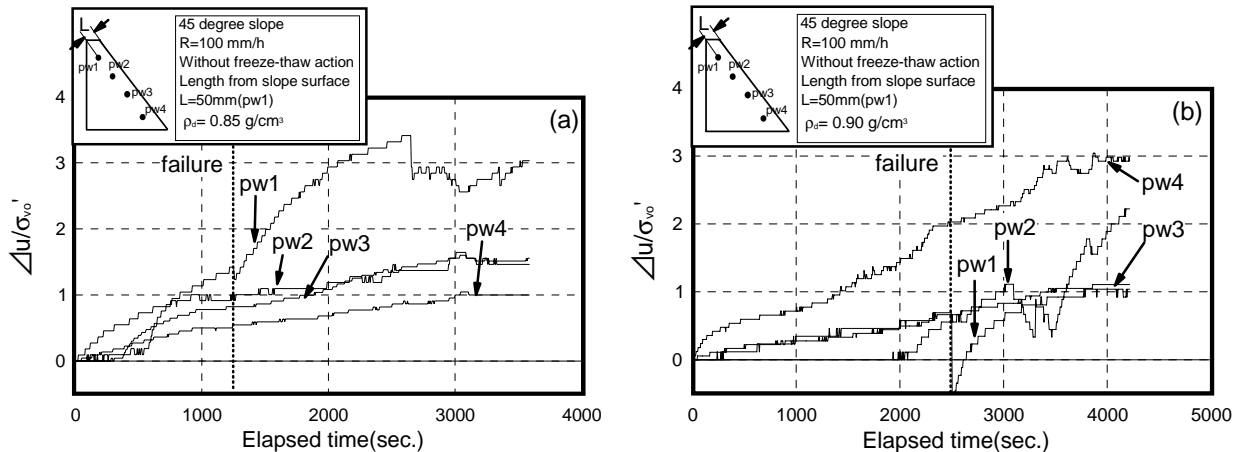 L
pw1
pw2
pw3
pw4
45 degree slope
R=100 mm/h
Without freeze-thaw action
Length from slope surface
L=50mm(pw1)
ρd= 0.85 g/cm³
(a)
failure
pw1
pw2
pw3
pw4
4
3
2
1
0
⊿u/σvo'
0
1000
2000
3000
4000
Elapsed time(sec.)
L
pw1
pw2
pw3
pw4
45 degree slope
R=100 mm/h
Without freeze-thaw action
Length from slope surface
L=50mm(pw1)
ρd= 0.90 g/cm³
(b)
failure
pw4
pw2
pw3
pw1
4
3
2
1
0
⊿u/σvo'
0
1000
2000
3000
4000
5000
Elapsed time(sec.)